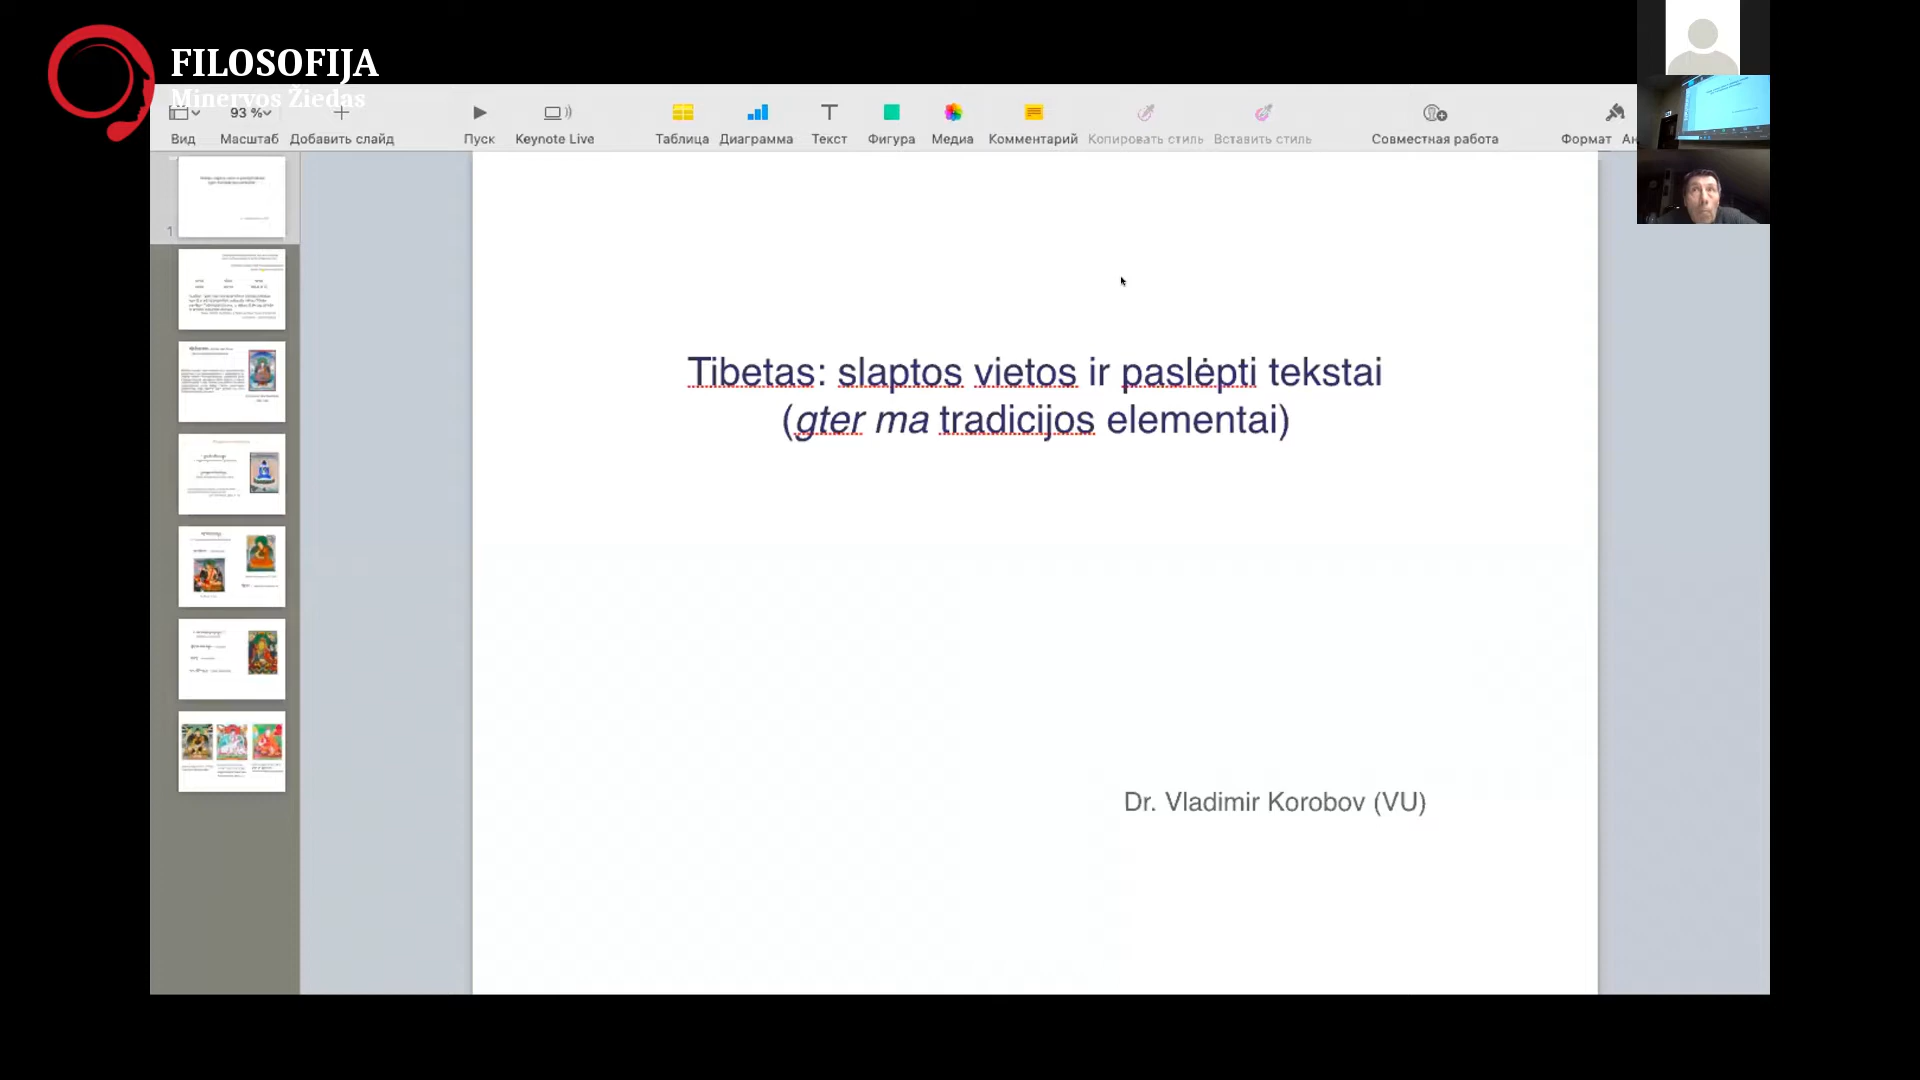 FILOSOFIJA
Minervos Žiedas
93 %
Вид
Масштаб
Добавить слайд
Пуск
Keynote Live
Таблица
Диаграмма
Текст
Фигура
Медиа
Комментарий
Копировать стиль
Вставить стиль
Совместная работа
Формат
Ан
1
Tibetas: slaptos vietos ir paslėpti tekstai
(gter ma tradicijos elementai)
Dr. Vladimir Korobov (VU)